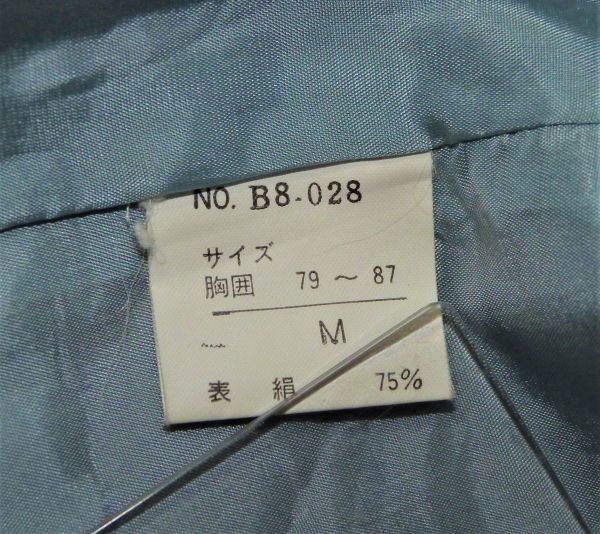 NO. B8-028
サイズ
胸囲 79 〜 87
M
表 絹 75%